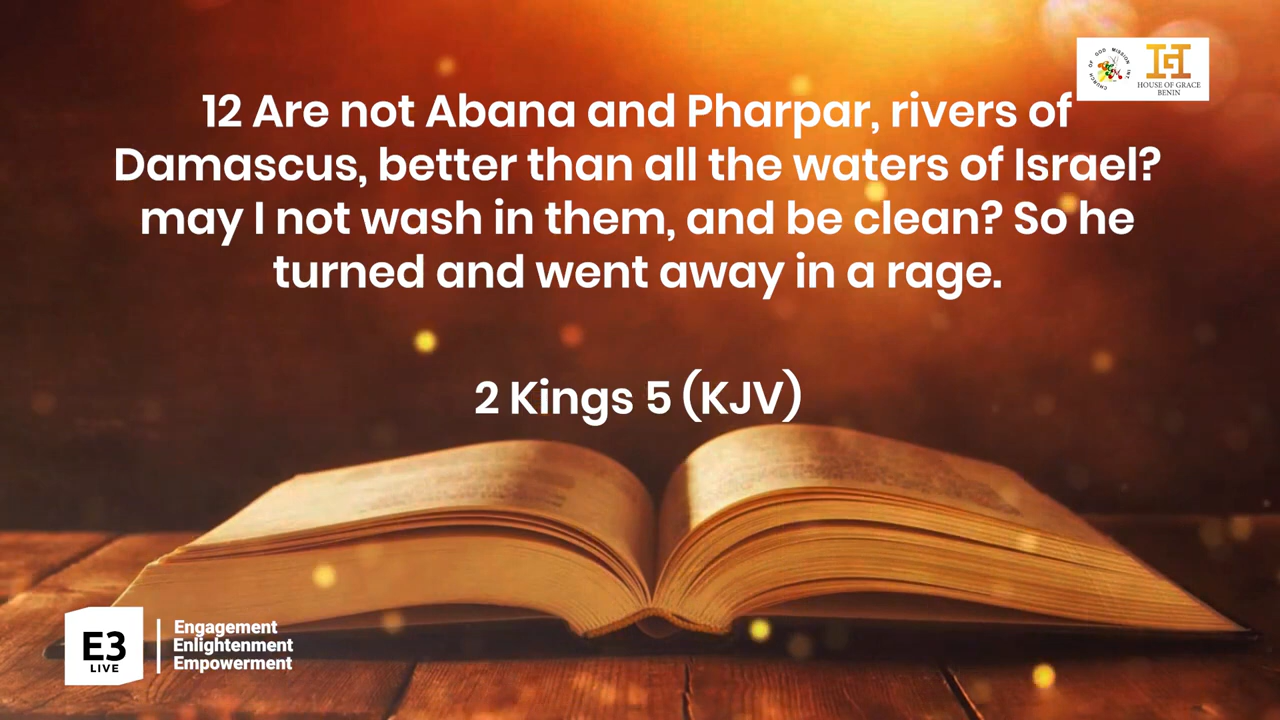 CHURCH OF GOD MISSION INT.
HOUSE OF GRACE
BENIN
12 Are not Abana and Pharpar, rivers of
Damascus, better than all the waters of Israel?
may I not wash in them, and be clean? So he
turned and went away in a rage.
2 Kings 5 (KJV)
E3
LIVE
Engagement
Enlightenment
Empowerment